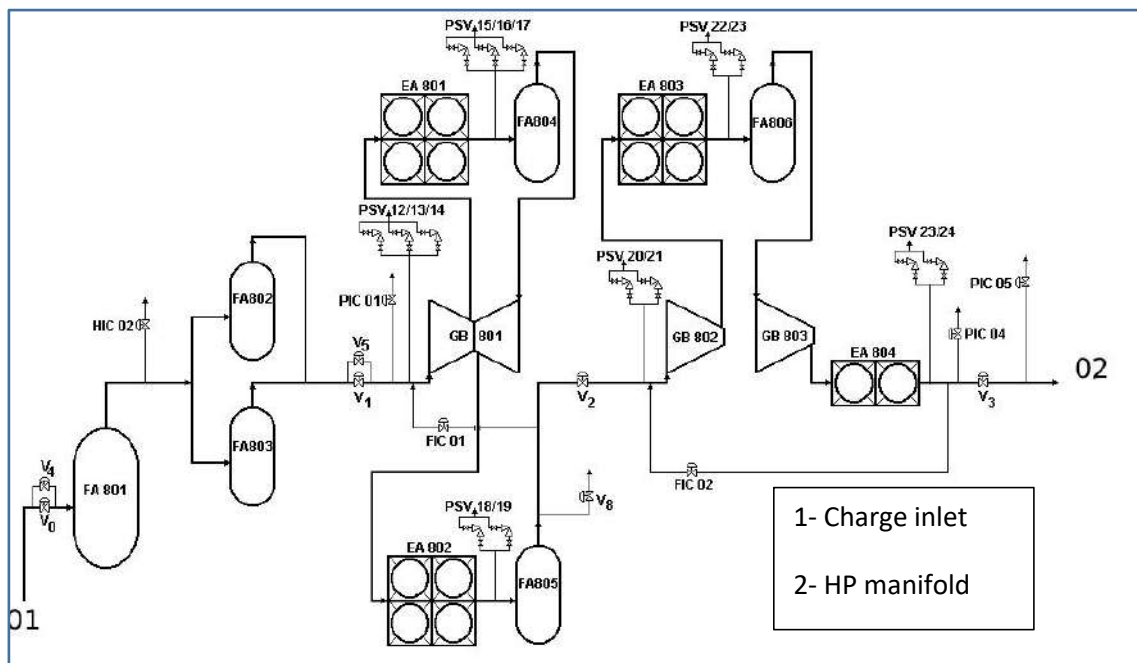 PSV 15/16/17
PSV 22/23
EA 801
FA804
EA 803
FA806
PSV 12/13/14
PSV 20/21
PSV 23/24
FA802
PIC 01
PIC 05
HIC 02
V5
GB 801
GB 802
GB 803
PIC 04
EA 804
02
V1
V2
V3
FA803
FIC 01
FIC 02
FA 801
V4
V0
PSV 18/19
V8
EA 802
FA805
01
1- Charge inlet
2- HP manifold